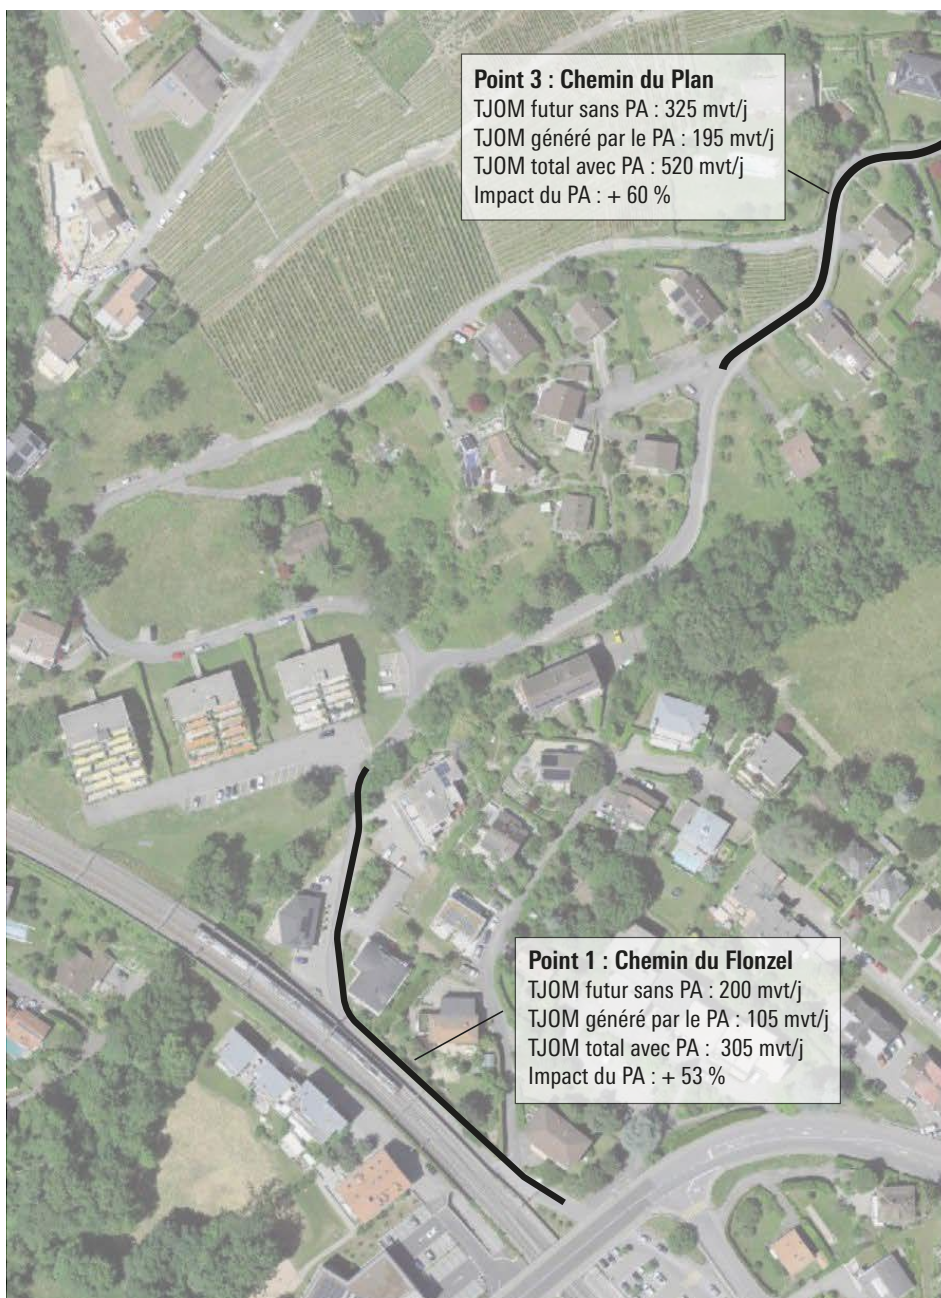 Point 3 : Chemin du Plan
TJOM futur sans PA : 325 mvt/j
TJOM généré par le PA : 195 mvt/j
TJOM total avec PA : 520 mvt/j
Impact du PA : + 60 %
Point 1 : Chemin du Flonzel
TJOM futur sans PA : 200 mvt/j
TJOM généré par le PA : 105 mvt/j
TJOM total avec PA : 305 mvt/j
Impact du PA : + 53 %